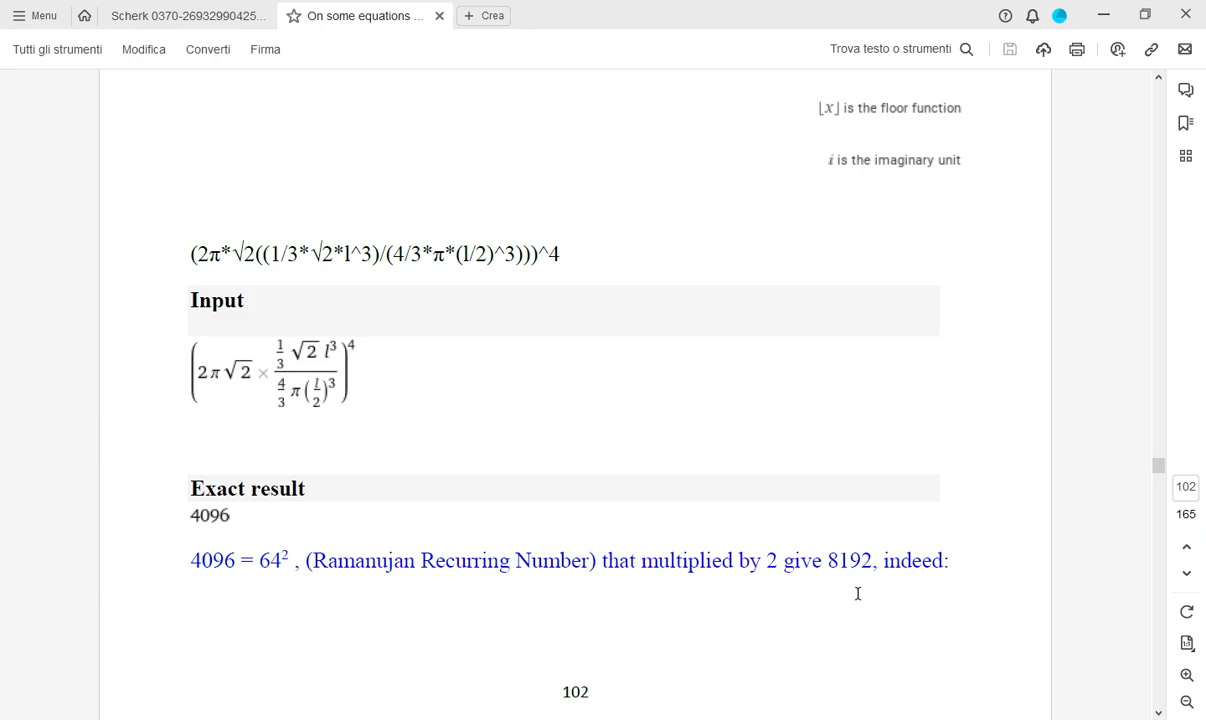 Menu Scherk 0370-26932990425... On some equations ... Crea
Tutti gli strumenti Modifica Converti Firma Trova testo o strumenti
⌊x⌋ is the floor function
i is the imaginary unit
(2π*√2((1/3*√2*l^3)/(4/3*π*(l/2)^3)))^4
Input
(2 π √2 × (1/3 √2 l³)/(4/3 π (l/2)³))⁴
Exact result
4096
4096 = 64² , (Ramanujan Recurring Number) that multiplied by 2 give 8192, indeed:
102
102
165